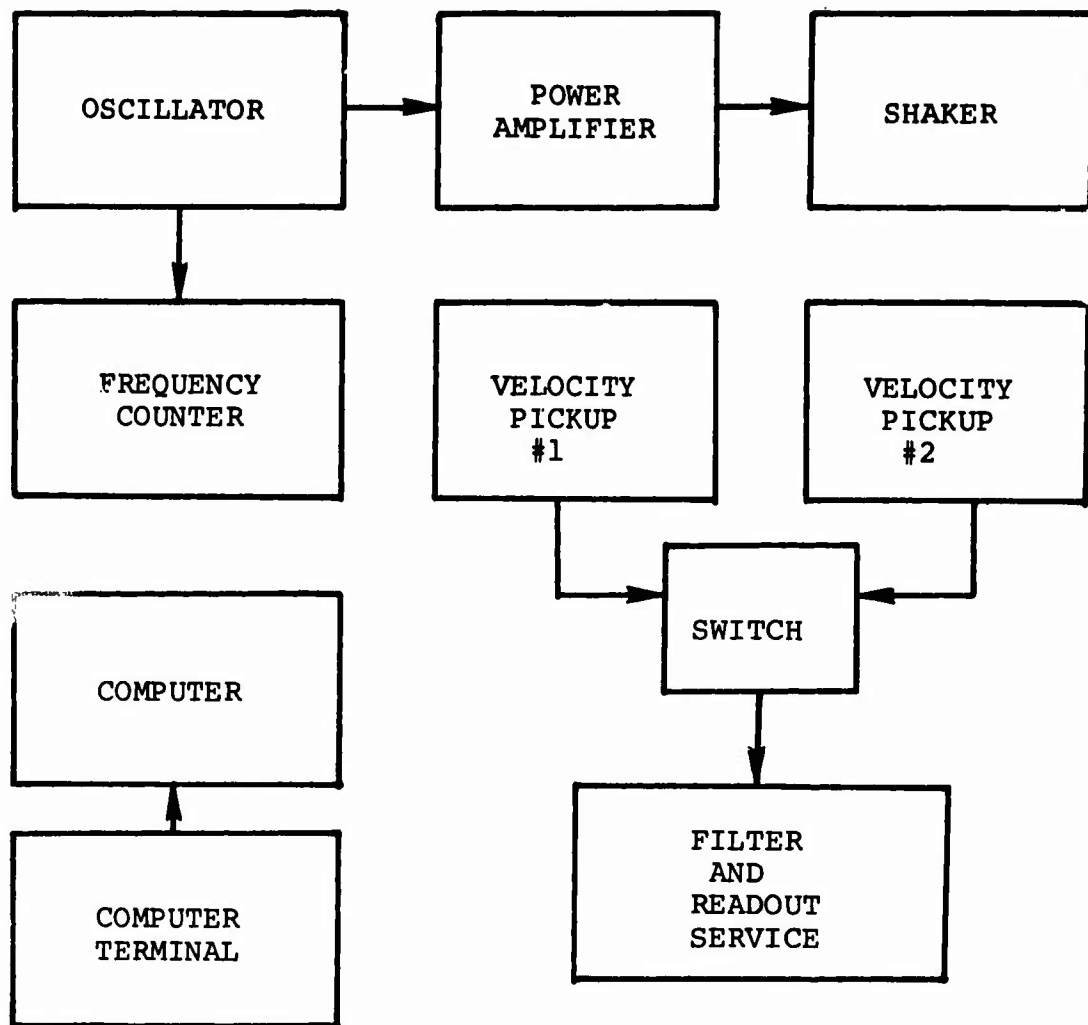 OSCILLATOR
POWER
AMPLIFIER
SHAKER
FREQUENCY
COUNTER
VELOCITY
PICKUP
#1
VELOCITY
PICKUP
#2
SWITCH
COMPUTER
FILTER
AND
READOUT
SERVICE
COMPUTER
TERMINAL